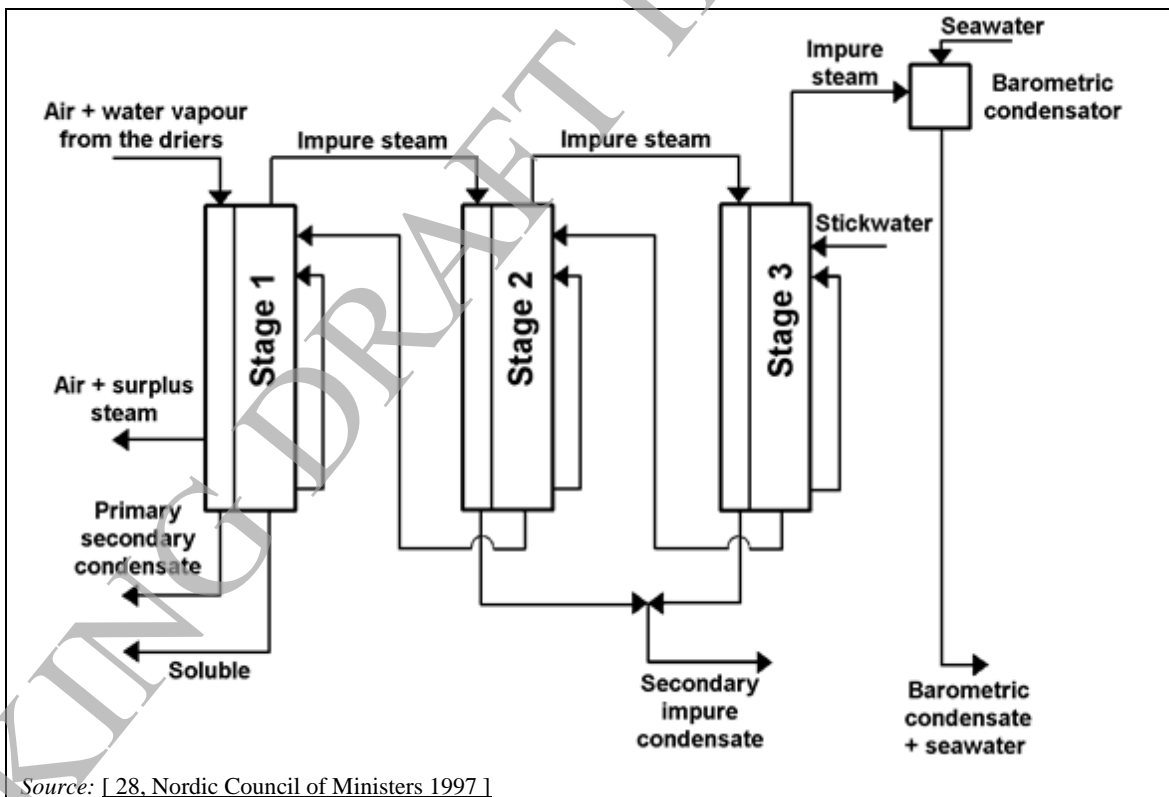 Seawater
Impure
steam
Barometric
condensator
Air + water vapour
from the driers
Impure steam
Impure steam
Stickwater
Stage 1
Stage 2
Stage 3
Air + surplus
steam
Primary
secondary
condensate
Soluble
Secondary
impure
condensate
Barometric
condensate
+ seawater
Source: [ 28, Nordic Council of Ministers 1997 ]
KING DRAFT